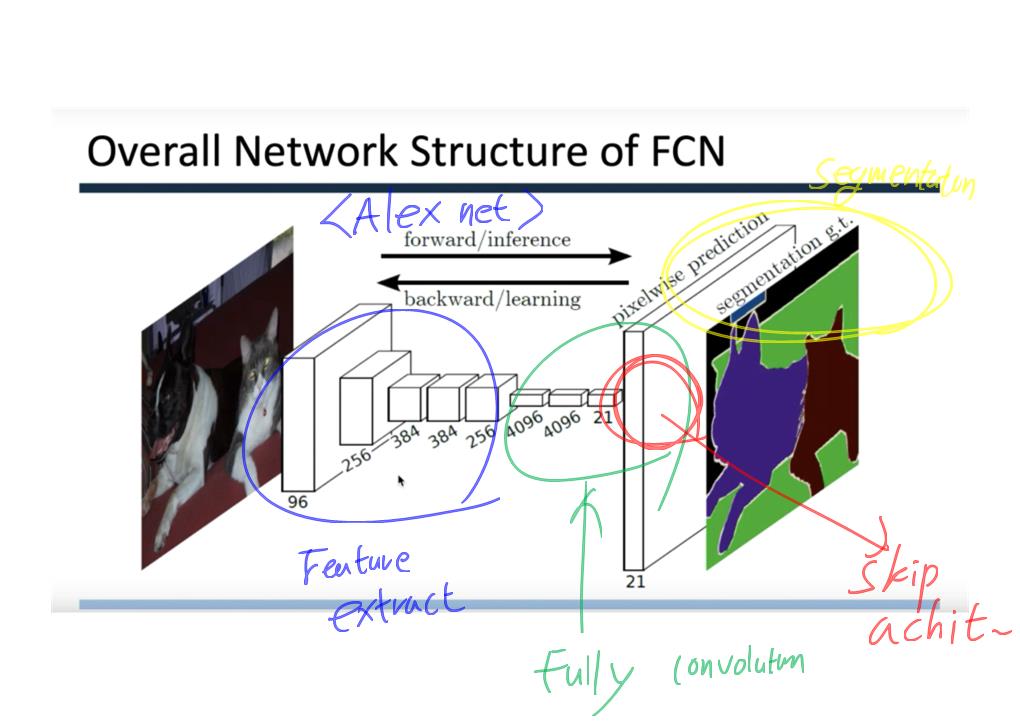 Overall Network Structure of FCN
Segmentation
<Alex net>
forward/inference
backward/learning
pixelwise prediction
segmentation g.t.
96
256
384
384
256
4096
4096
21
21
Feature
extract
Skip
achit~
Fully Convolution